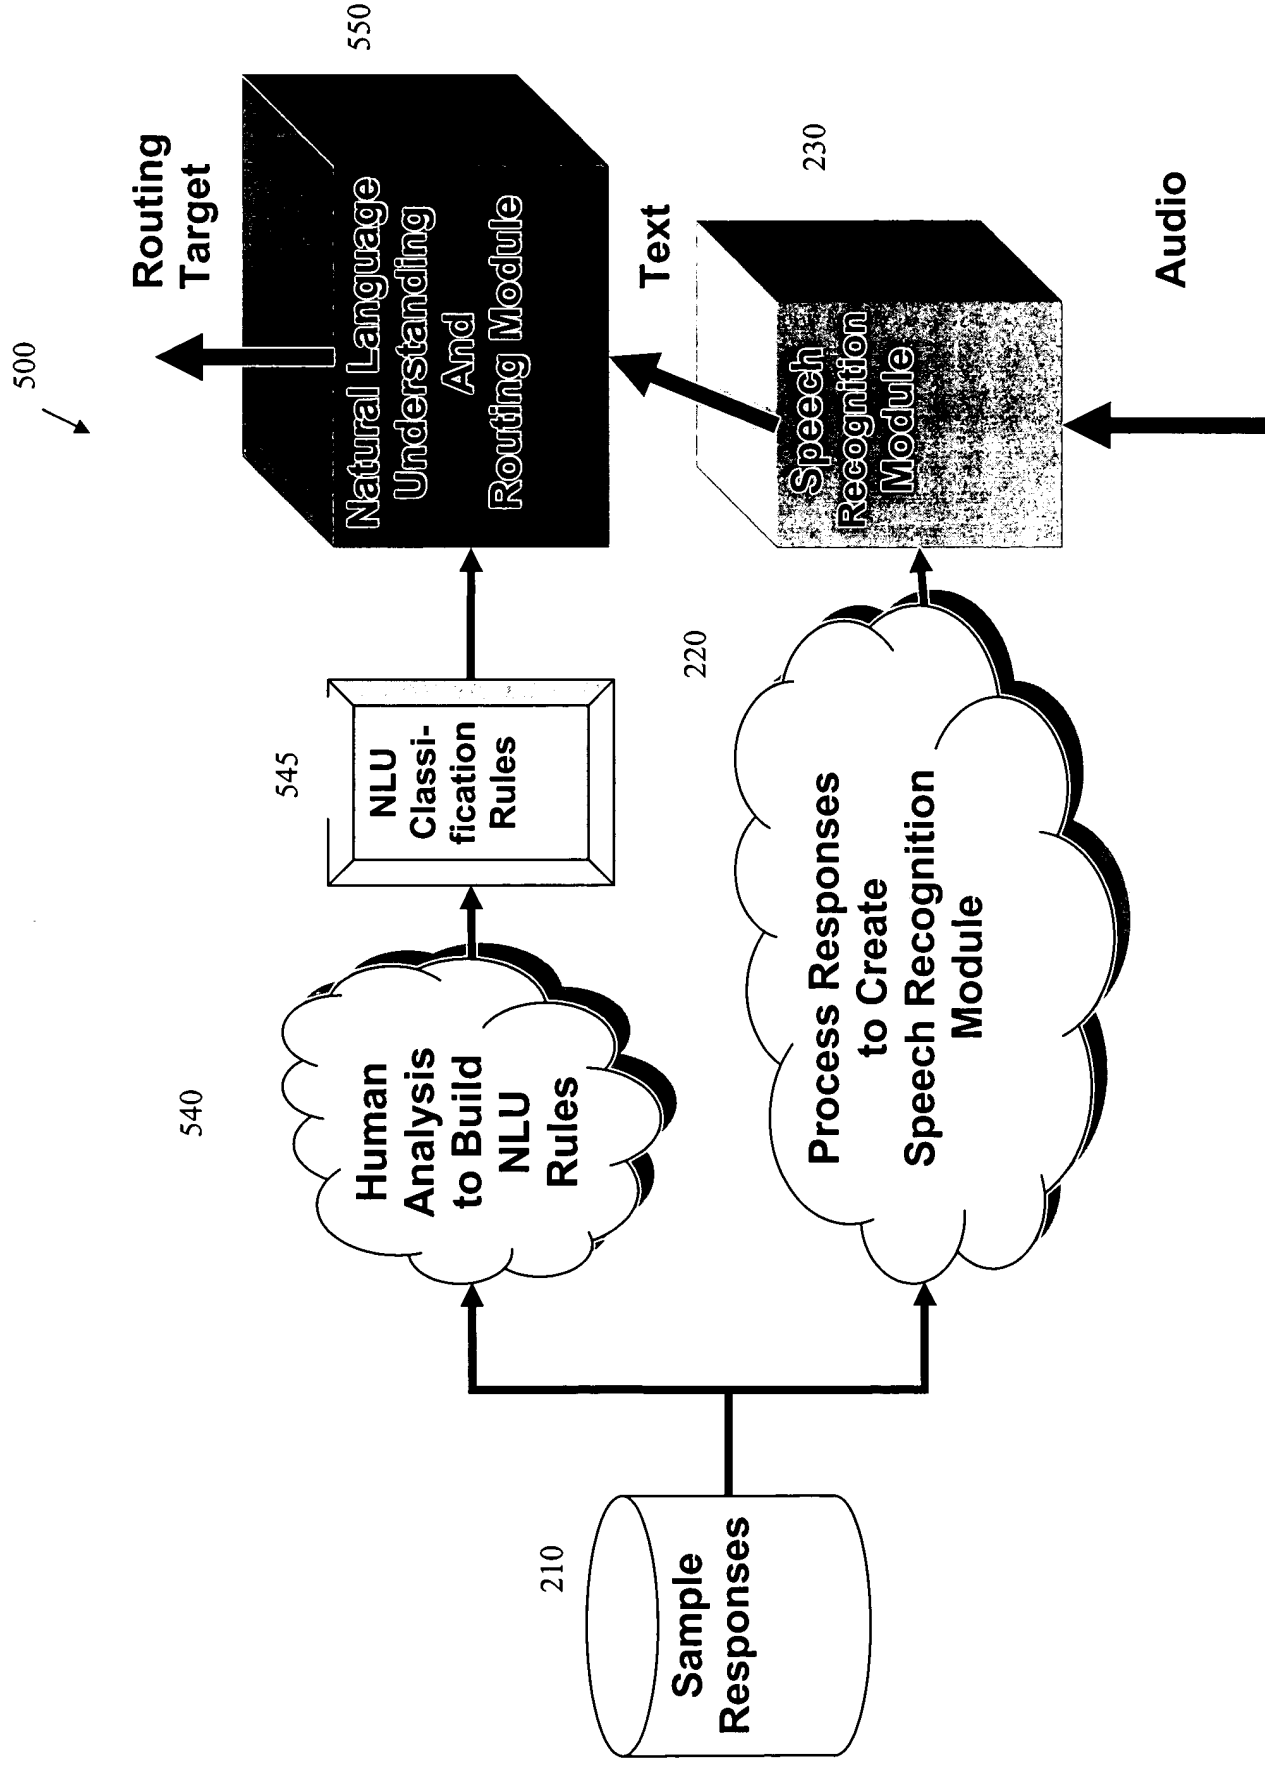 500
Routing
Target
550
Natural Language
Understanding
And
Routing Module
545
NLU
Classi-
fication
Rules
540
Human
Analysis
to Build
NLU
Rules
Text
230
Speech
Recognition
Module
Audio
220
Process Responses
to Create
Speech Recognition
Module
210
Sample
Responses